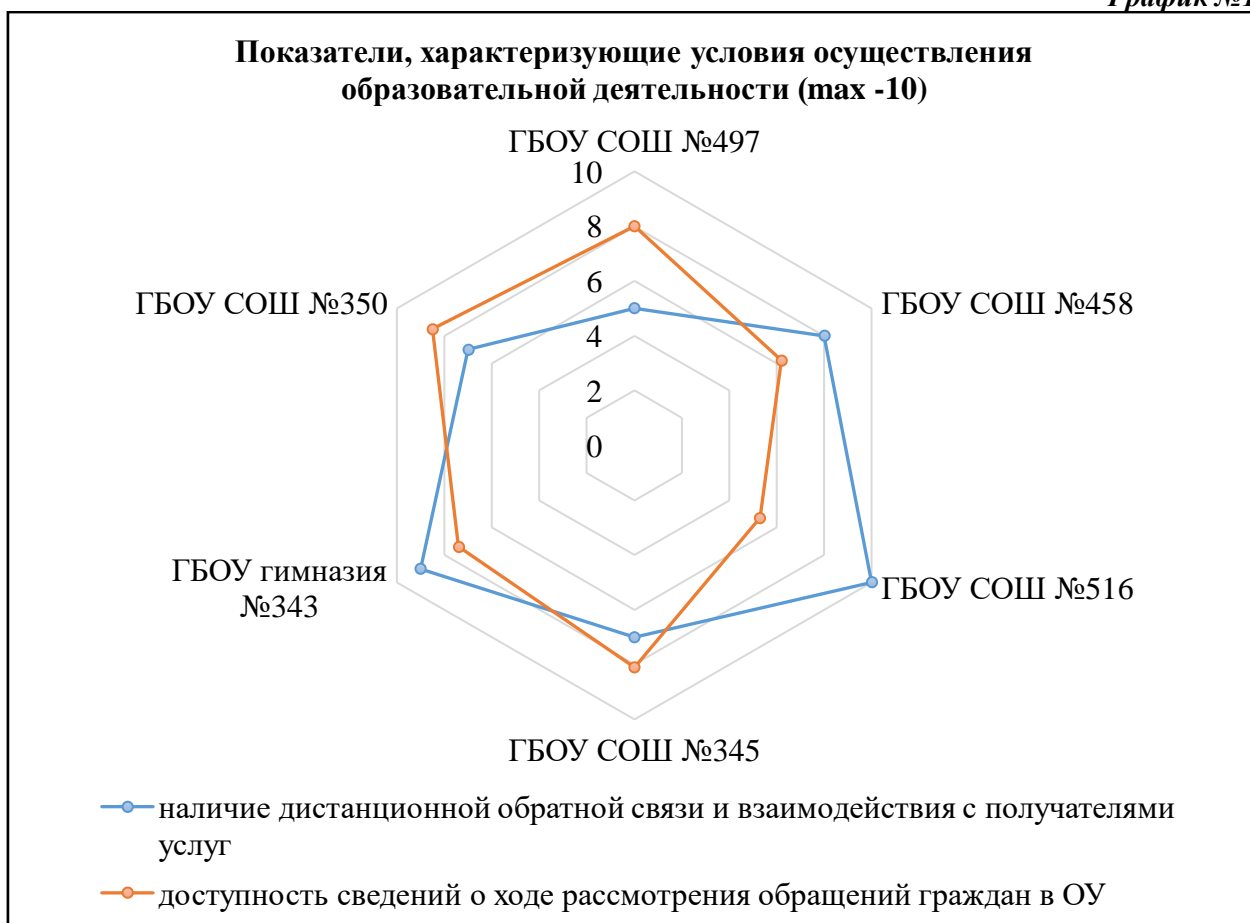 График №1
Показатели, характеризующие условия осуществления
образовательной деятельности (max -10)
ГБОУ СОШ №497
10
8
6
4
2
0
ГБОУ СОШ №350
ГБОУ СОШ №458
ГБОУ гимназия
№343
ГБОУ СОШ №516
ГБОУ СОШ №345
наличие дистанционной обратной связи и взаимодействия с получателями
услуг
доступность сведений о ходе рассмотрения обращений граждан в ОУ